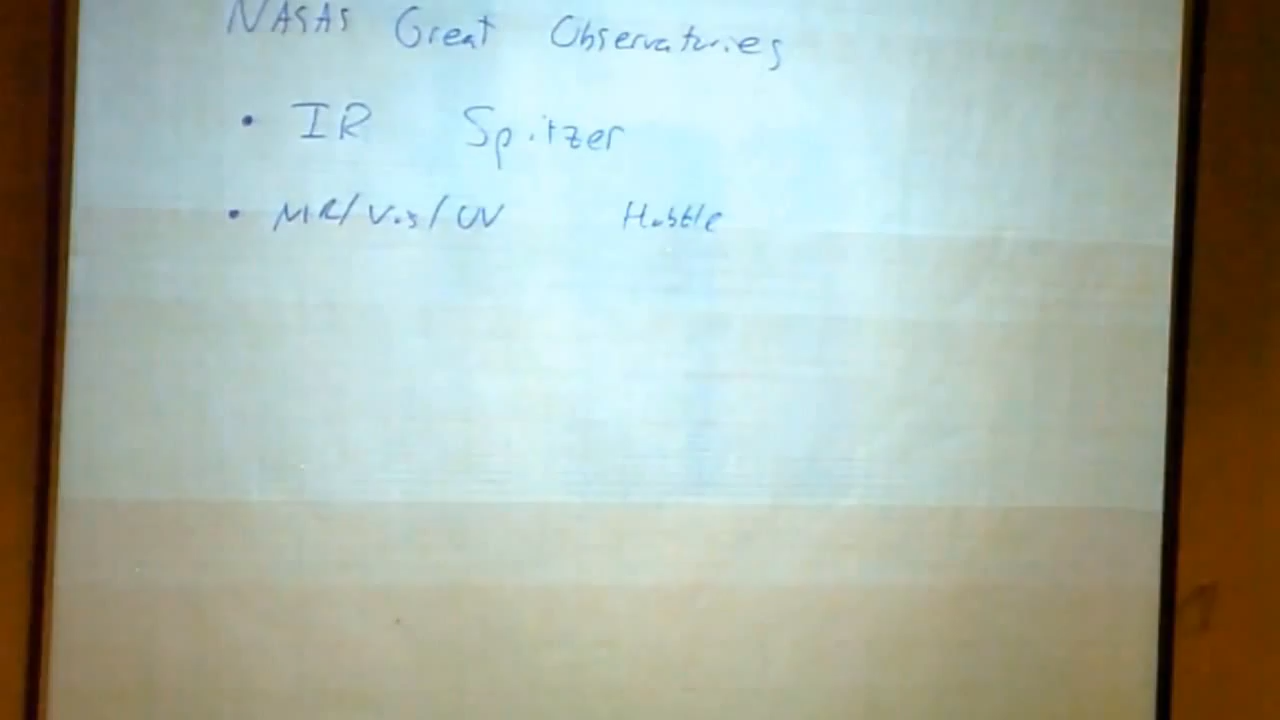 NASAS Great Observatories
• IR Spitzer
• NIR/Vis/UV Hubble